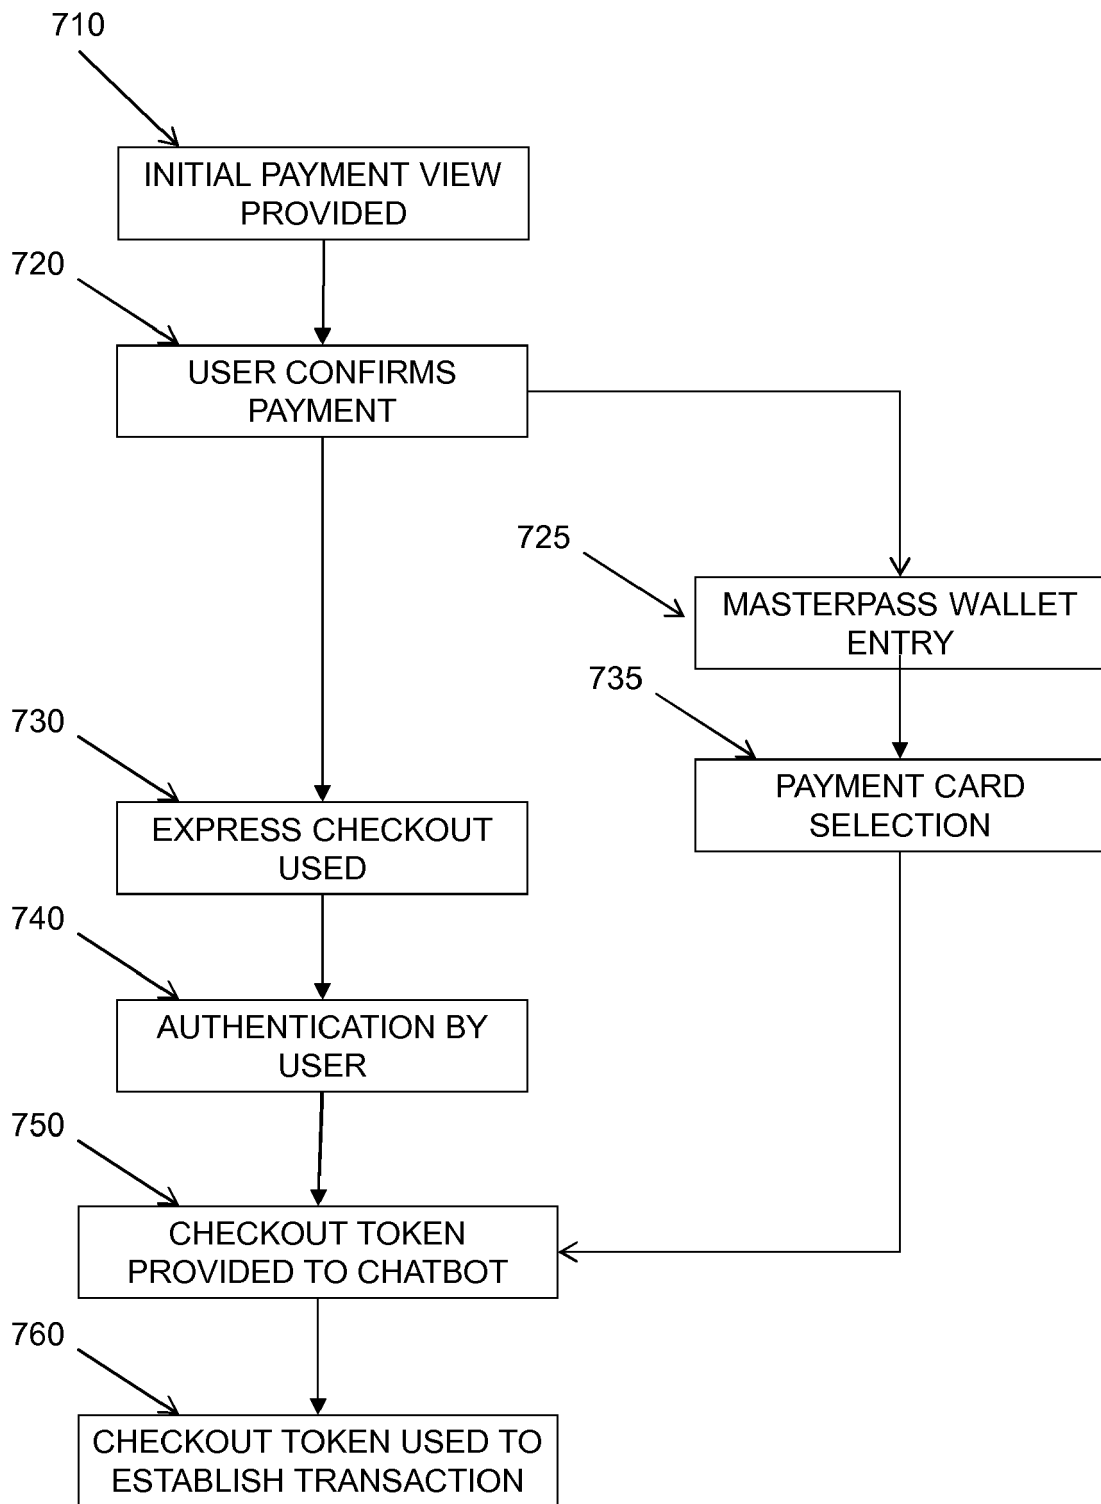 710
INITIAL PAYMENT VIEW
PROVIDED
720
USER CONFIRMS
PAYMENT
725
MASTERPASS WALLET
ENTRY
735
PAYMENT CARD
SELECTION
730
EXPRESS CHECKOUT
USED
740
AUTHENTICATION BY
USER
750
CHECKOUT TOKEN
PROVIDED TO CHATBOT
760
CHECKOUT TOKEN USED TO
ESTABLISH TRANSACTION